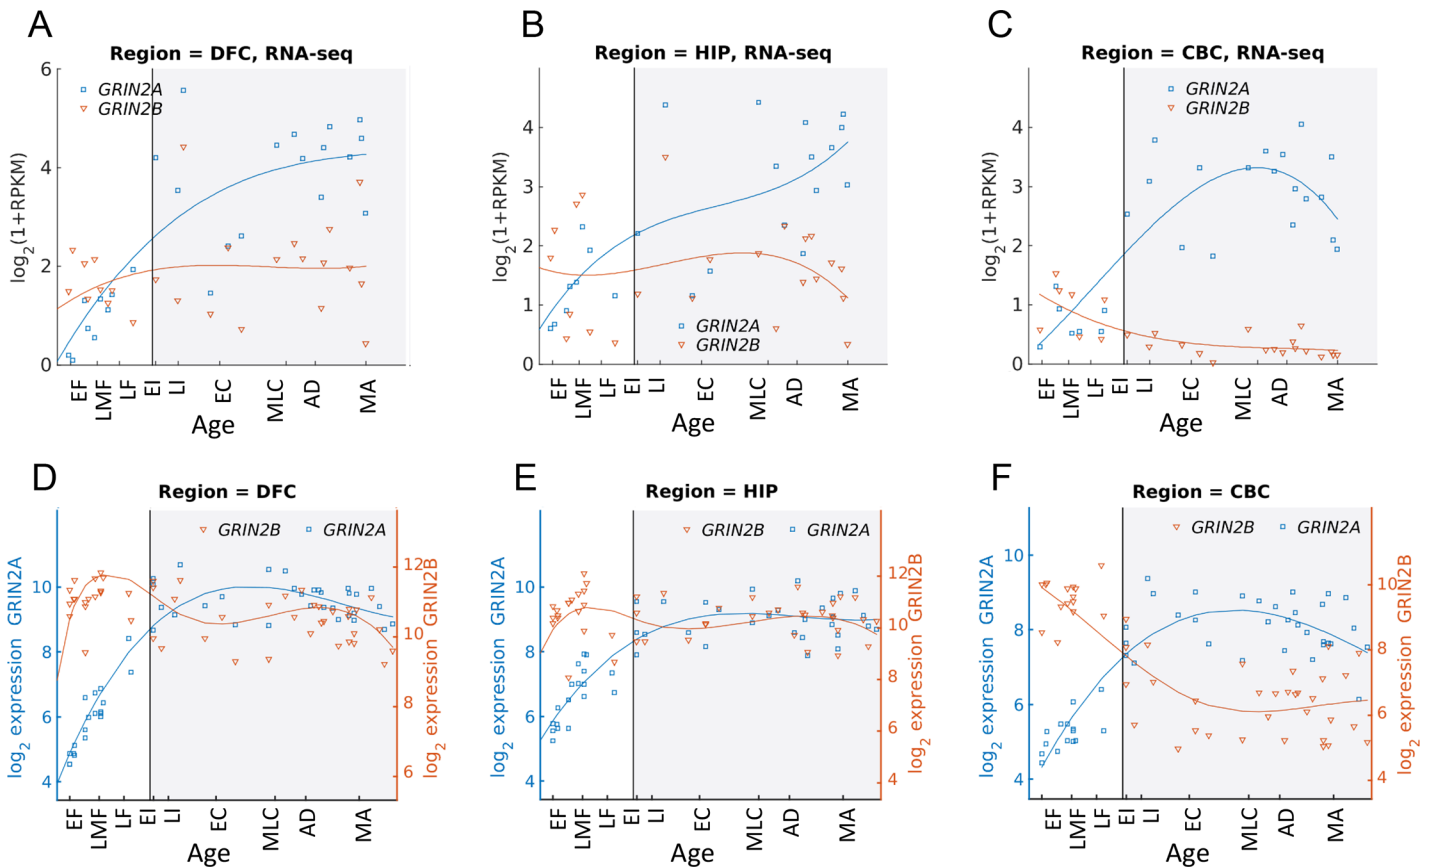 A
Region = DFC, RNA-seq
log2(1+RPKM)
6
4
2
0
GRIN2A
GRIN2B
EF
LMF
LF
EI
LI
EC
MLC
AD
MA
Age
B
Region = HIP, RNA-seq
log2(1+RPKM)
4
3
2
1
0
GRIN2A
GRIN2B
EF
LMF
LF
EI
LI
EC
MLC
AD
MA
Age
C
Region = CBC, RNA-seq
log2(1+RPKM)
4
3
2
1
0
GRIN2A
GRIN2B
EF
LMF
LF
EI
LI
EC
MLC
AD
MA
Age
D
Region = DFC
log2 expression GRIN2A
10
8
6
4
GRIN2B GRIN2A
12
10
8
6
log2 expression GRIN2B
EF
LMF
LF
EI
LI
EC
MLC
AD
MA
Age
E
Region = HIP
log2 expression GRIN2A
10
8
6
4
GRIN2B GRIN2A
12
10
8
6
4
log2 expression GRIN2B
EF
LMF
LF
EI
LI
EC
MLC
AD
MA
Age
F
Region = CBC
log2 expression GRIN2A
10
8
6
4
GRIN2B GRIN2A
10
8
6
4
log2 expression GRIN2B
EF
LMF
LF
EI
LI
EC
MLC
AD
MA
Age